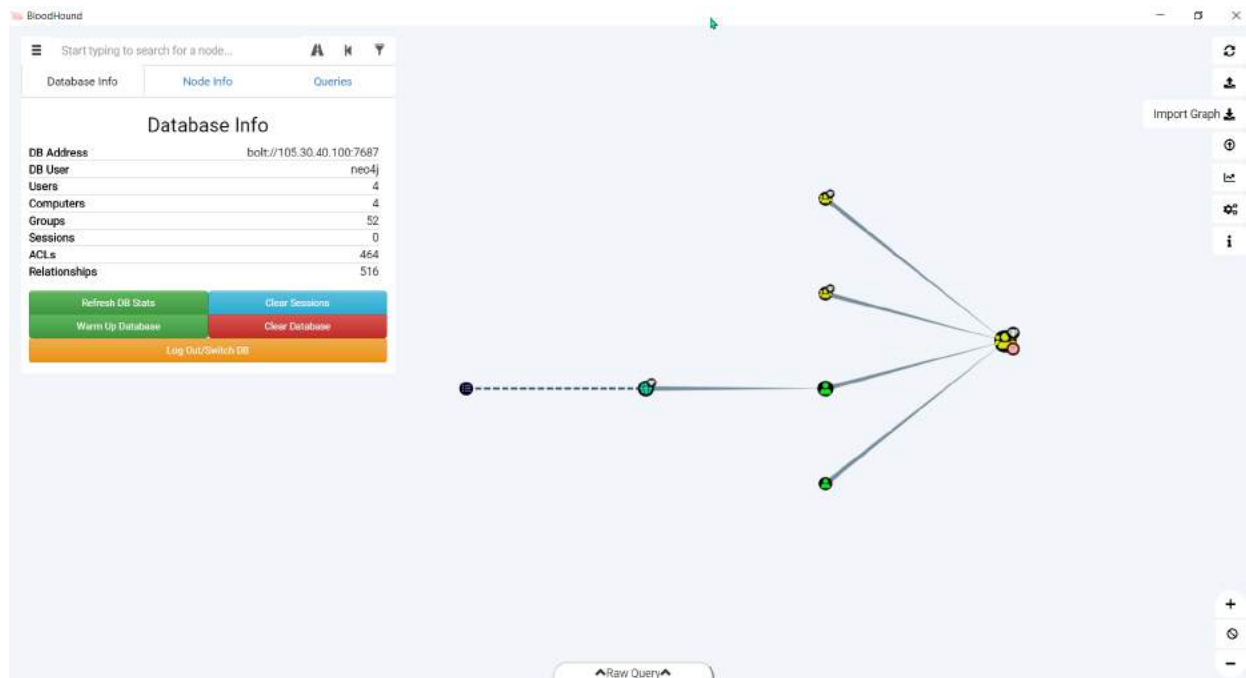 BloodHound
Start typing to search for a node...
Database Info Node Info Queries
Import Graph
Database Info
DB Address bolt://105.30.40.100:7687
DB User neo4j
Users 4
Computers 4
Groups 52
Sessions 0
ACLs 464
Relationships 516
Refresh DB Stats Clear Sessions
Warm Up Database Clear Database
Log Out/Switch DB
Raw Query